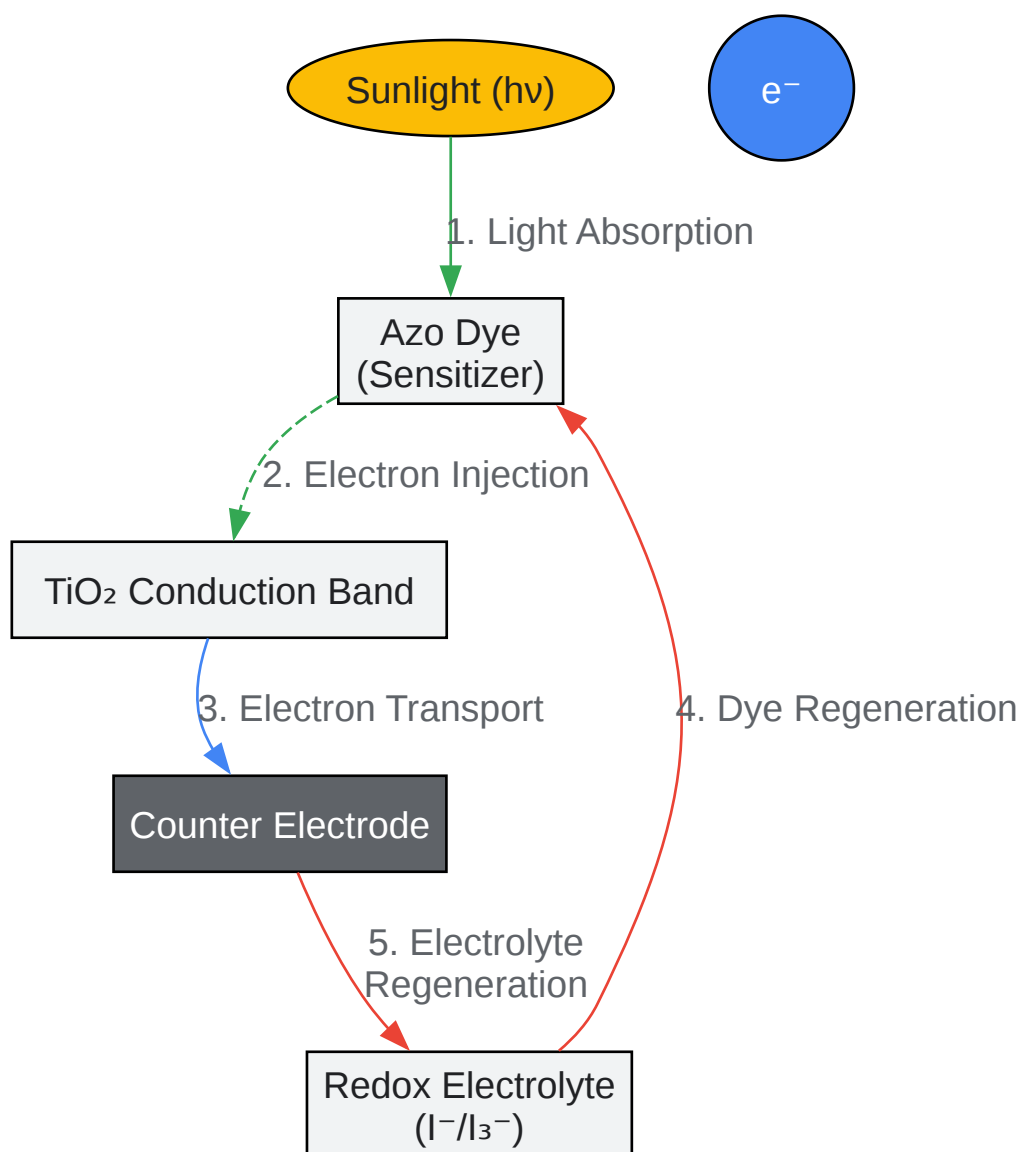 Sunlight (hν)
e⁻
1. Light Absorption
Azo Dye
(Sensitizer)
2. Electron Injection
TiO₂ Conduction Band
3. Electron Transport
4. Dye Regeneration
Counter Electrode
5. Electrolyte
Regeneration
Redox Electrolyte
(I⁻/I₃⁻)